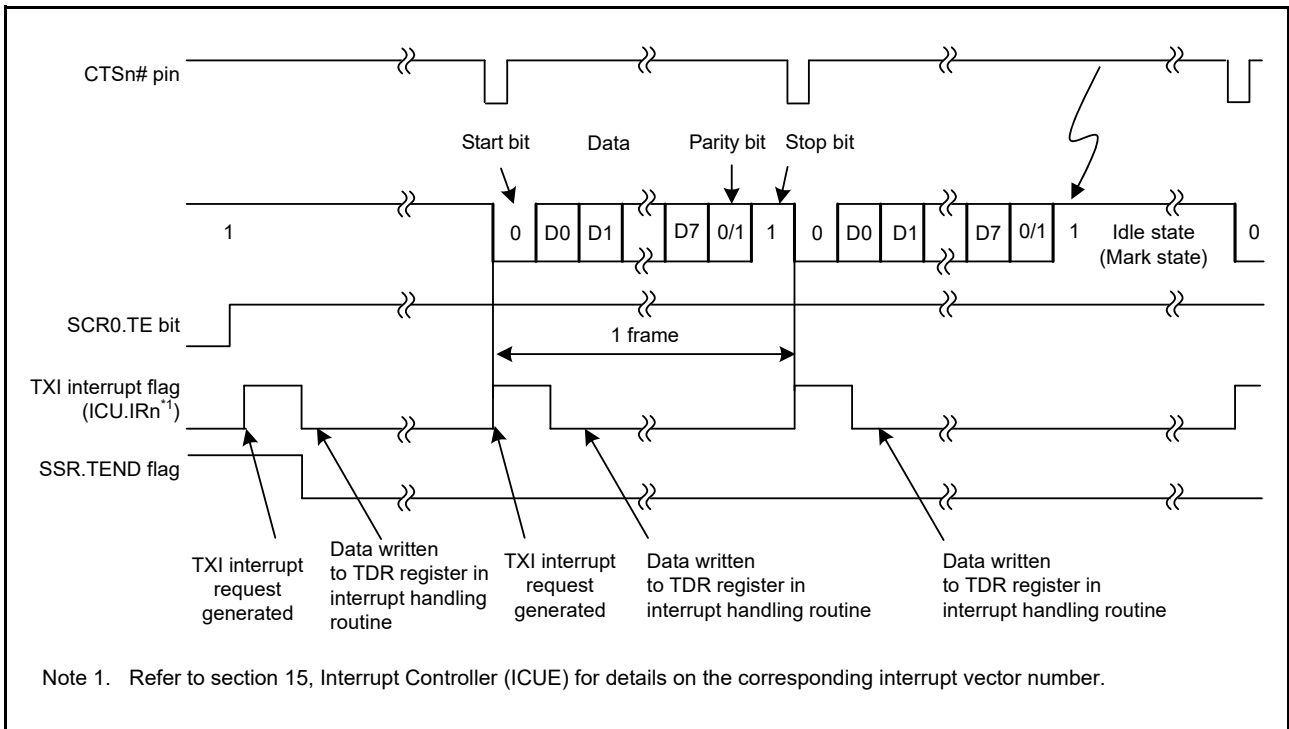 CTSn# pin
Start bit Data Parity bit Stop bit
1 0 D0 D1 D7 0/1 1 0 D0 D1 D7 0/1 1 Idle state 0
(Mark state)
SCR0.TE bit
1 frame
TXI interrupt flag
(ICU.IRn*1)
SSR.TEND flag
TXI interrupt
request
generated
Data written
to TDR register in
interrupt handling
routine
TXI interrupt
request
generated
Data written
to TDR register in
interrupt handling routine
Data written
to TDR register in
interrupt handling routine
Note 1. Refer to section 15, Interrupt Controller (ICUE) for details on the corresponding interrupt vector number.